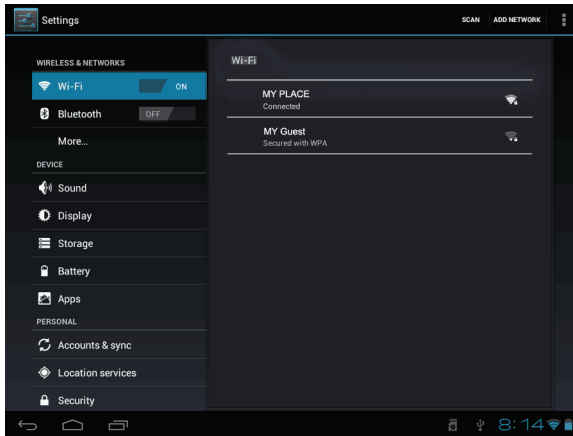 Settings
SCAN ADD NETWORK
WIRELESS & NETWORKS
Wi-Fi ON
Bluetooth OFF
More...
DEVICE
Sound
Display
Storage
Battery
Apps
PERSONAL
Accounts & sync
Location services
Security
Wi-Fi
MY PLACE
Connected
MY Guest
Secured with WPA
8:14